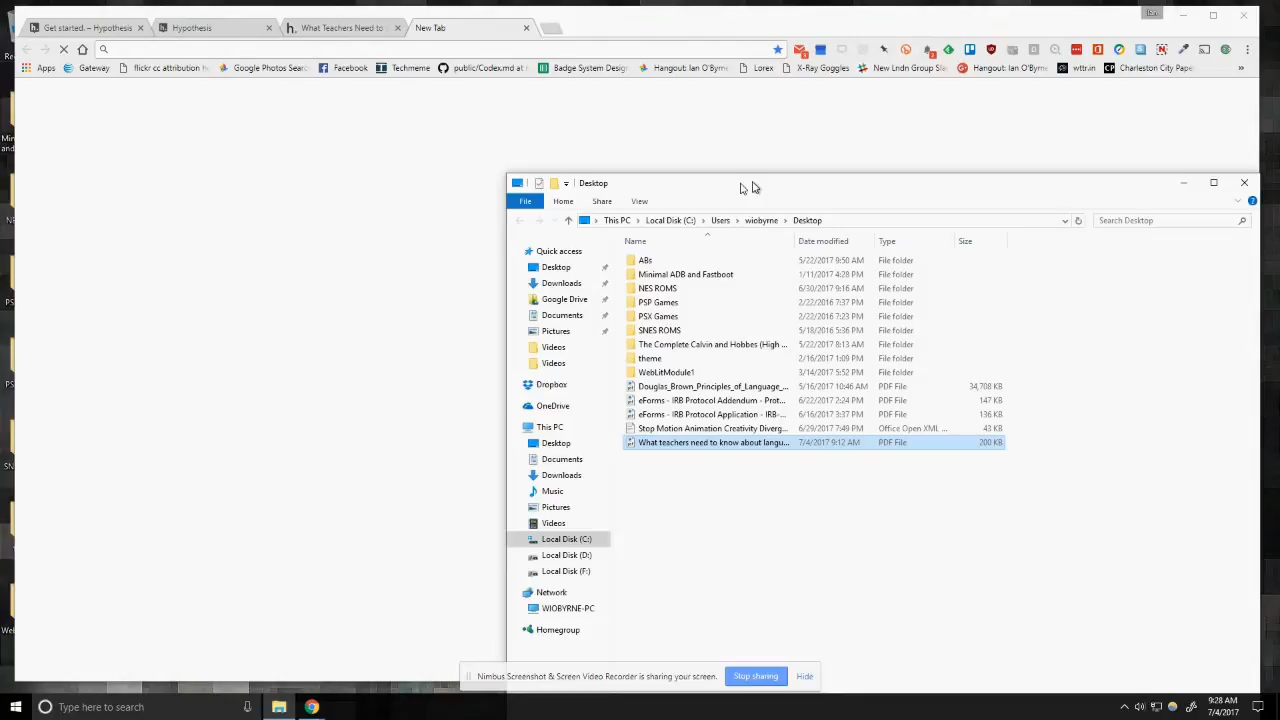 Get started. – Hypothesis
Hypothesis
What Teachers Need to
New Tab
Apps
Gateway
flickr cc attribution h
Google Photos Searc
Facebook
Techmeme
public/Codex.md at n
Badge System Design
Hangout: Ian O'Byrne
Lorex
X-Ray Goggles
New Lndn Group Sla
Hangout: Ian O'Byrne
wttr.in
Charleston City Pape
»
Desktop
File
Home
Share
View
This PC
Local Disk (C:)
Users
wiobyrne
Desktop
Search Desktop
Name
Date modified
Type
Size
ABs 5/22/2017 9:50 AM File folder
Minimal ADB and Fastboot 1/11/2017 4:28 PM File folder
NES ROMS 6/30/2017 9:16 AM File folder
PSP Games 2/22/2016 7:37 PM File folder
PSX Games 2/22/2016 7:23 PM File folder
SNES ROMS 5/18/2016 5:36 PM File folder
The Complete Calvin and Hobbes (High ... 5/22/2017 8:13 AM File folder
theme 2/16/2017 1:09 PM File folder
WebLitModule1 3/14/2017 5:52 PM File folder
Douglas_Brown_Principles_of_Language_... 5/16/2017 10:46 AM PDF File 34,708 KB
eForms - IRB Protocol Addendum - Prot... 6/22/2017 2:24 PM PDF File 147 KB
eForms - IRB Protocol Application - IRB-... 6/16/2017 3:37 PM PDF File 136 KB
Stop Motion Animation Creativity Diverg... 6/29/2017 7:49 PM Office Open XML ... 43 KB
What teachers need to know about langu... 7/4/2017 9:12 AM PDF File 200 KB
Quick access
Desktop
Downloads
Google Drive
Documents
Pictures
Videos
Videos
Dropbox
OneDrive
This PC
Desktop
Documents
Downloads
Music
Pictures
Videos
Local Disk (C:)
Local Disk (D:)
Local Disk (F:)
Network
WIOBYRNE-PC
Homegroup
Nimbus Screenshot & Screen Video Recorder is sharing your screen.
Stop sharing
Hide
Type here to search
9:28 AM
7/4/2017